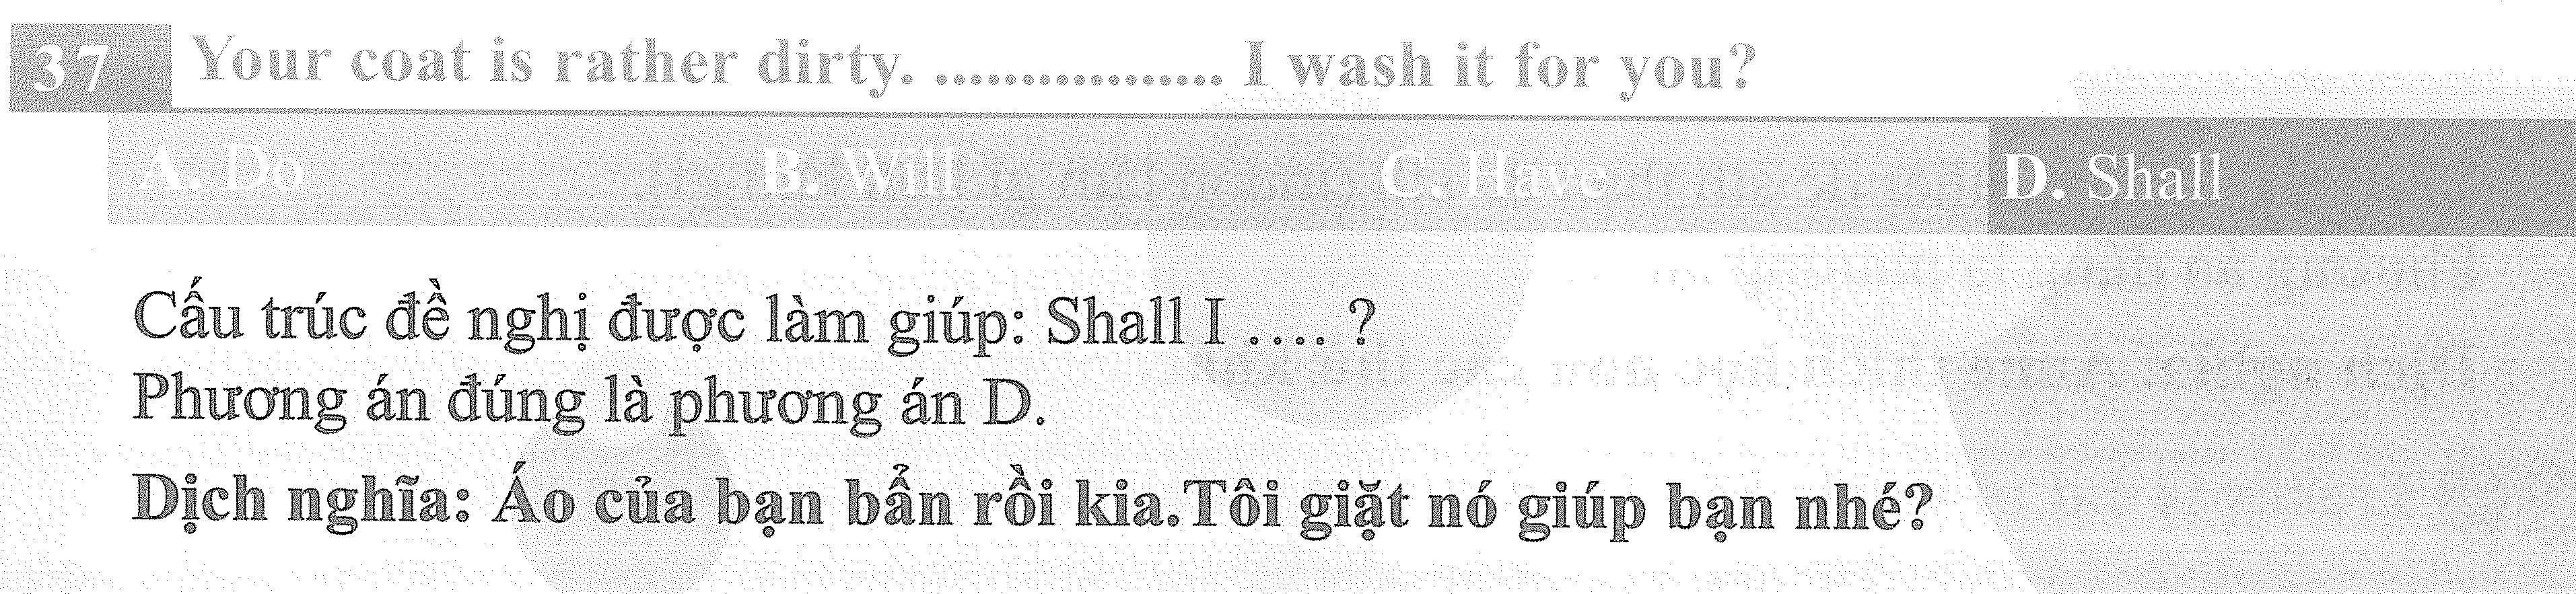 37 Your coat is rather dirty. ................. I wash it for you?
A. Do B. Will C. Have D. Shall
Cấu trúc đề nghị được làm giúp: Shall I .... ?
Phương án đúng là phương án D.
Dịch nghĩa: Áo của bạn bẩn rồi kia.Tôi giặt nó giúp bạn nhé?